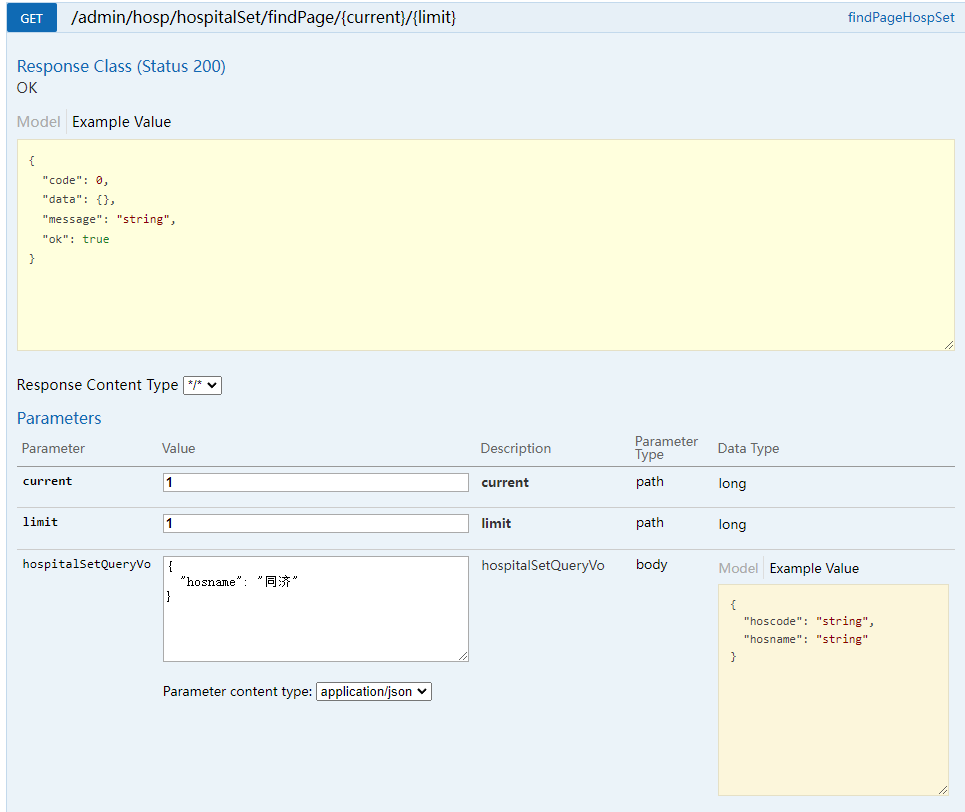 GET /admin/hosp/hospitalSet/findPage/{current}/{limit} findPageHospSet
Response Class (Status 200)
OK
Model Example Value
{
"code": 0,
"data": {},
"message": "string",
"ok": true
}
Response Content Type */*
Parameters
Parameter Value Description Parameter Type Data Type
current 1 current path long
limit 1 limit path long
hospitalSetQueryVo
{
"hosname": "同济"
}
Parameter content type: application/json
hospitalSetQueryVo body
Model Example Value
{
"hoscode": "string",
"hosname": "string"
}